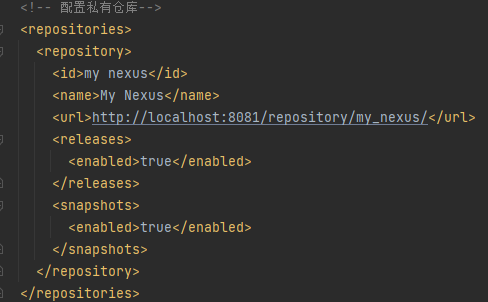 <!-- 配置私有仓库-->
<repositories>
<repository>
<id>my nexus</id>
<name>My Nexus</name>
<url>http://localhost:8081/repository/my_nexus/</url>
<releases>
<enabled>true</enabled>
</releases>
<snapshots>
<enabled>true</enabled>
</snapshots>
</repository>
</repositories>